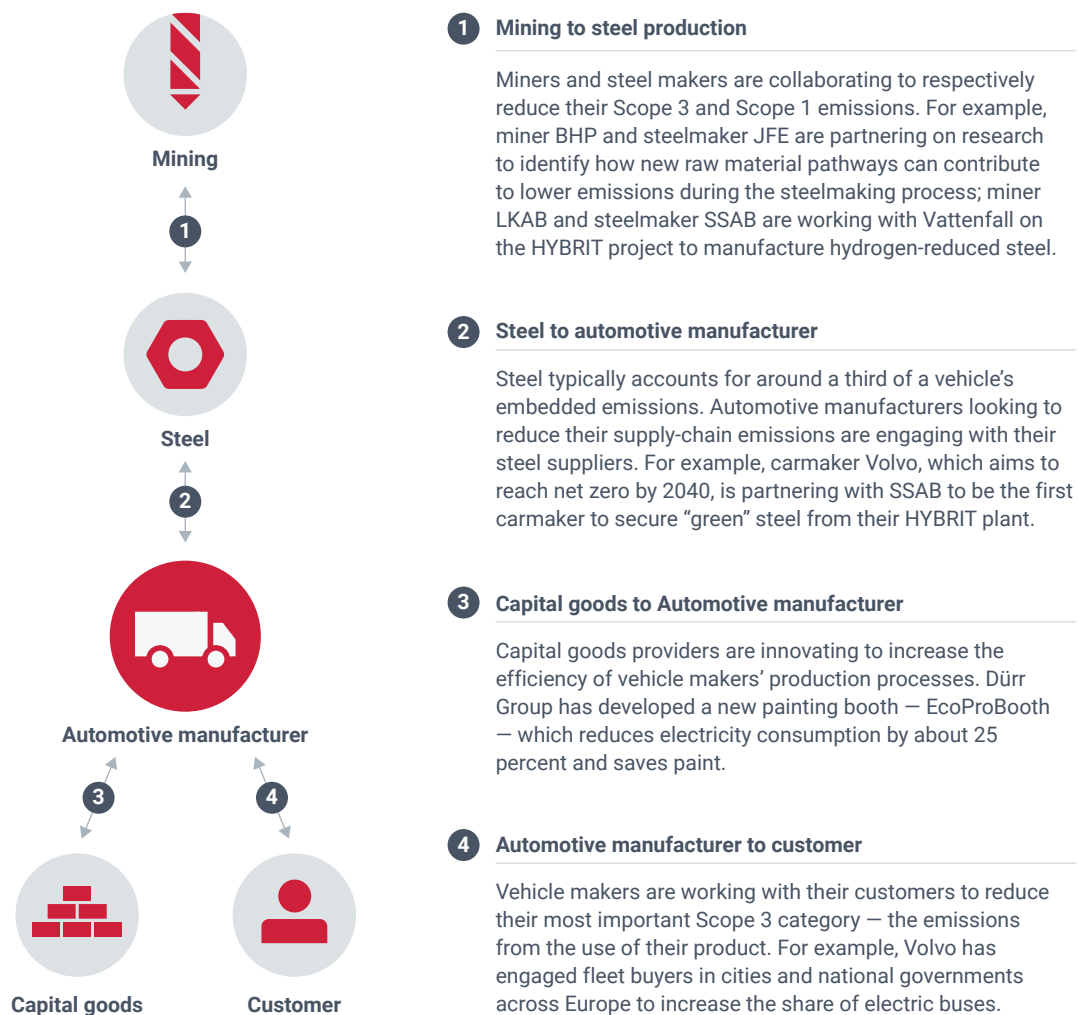 Mining
1
Steel
2
Automotive manufacturer
3
4
Capital goods
Customer
1 Mining to steel production
Miners and steel makers are collaborating to respectively
reduce their Scope 3 and Scope 1 emissions. For example,
miner BHP and steelmaker JFE are partnering on research
to identify how new raw material pathways can contribute
to lower emissions during the steelmaking process; miner
LKAB and steelmaker SSAB are working with Vattenfall on
the HYBRIT project to manufacture hydrogen-reduced steel.
2 Steel to automotive manufacturer
Steel typically accounts for around a third of a vehicle’s
embedded emissions. Automotive manufacturers looking to
reduce their supply-chain emissions are engaging with their
steel suppliers. For example, carmaker Volvo, which aims to
reach net zero by 2040, is partnering with SSAB to be the first
carmaker to secure “green” steel from their HYBRIT plant.
3 Capital goods to Automotive manufacturer
Capital goods providers are innovating to increase the
efficiency of vehicle makers’ production processes. Dürr
Group has developed a new painting booth — EcoProBooth
— which reduces electricity consumption by about 25
percent and saves paint.
4 Automotive manufacturer to customer
Vehicle makers are working with their customers to reduce
their most important Scope 3 category — the emissions
from the use of their product. For example, Volvo has
engaged fleet buyers in cities and national governments
across Europe to increase the share of electric buses.